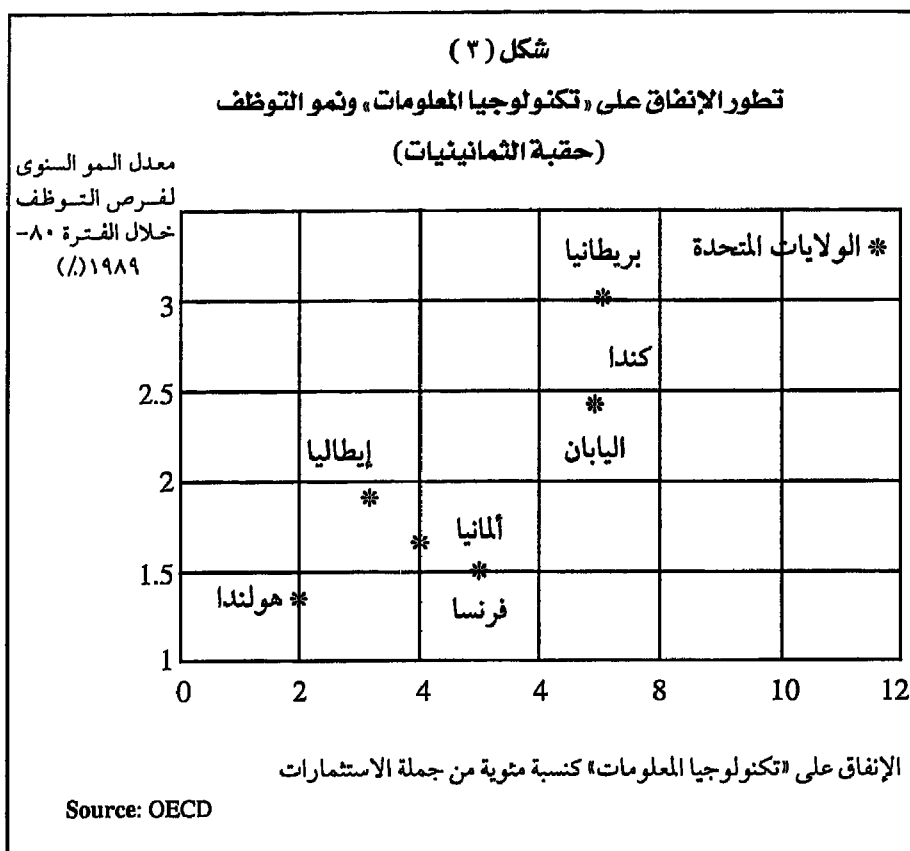 شكل (٣)
تطور الإنفاق على «تكنولوجيا المعلومات» ونمو التوظف
(حقبة الثمانينيات)
معدل النمو السنوى
لفرص التوظف
خلال الفترة ٨٠-
١٩٨٩(٪)
بريطانيا
الولايات المتحدة
3
كندا
2.5
إيطاليا
اليابان
2
ألمانيا
1.5
هولندا
فرنسا
1
0 2 4 4 8 10 12
الإنفاق على «تكنولوجيا المعلومات» كنسبة مئوية من جملة الاستثمارات
Source: OECD